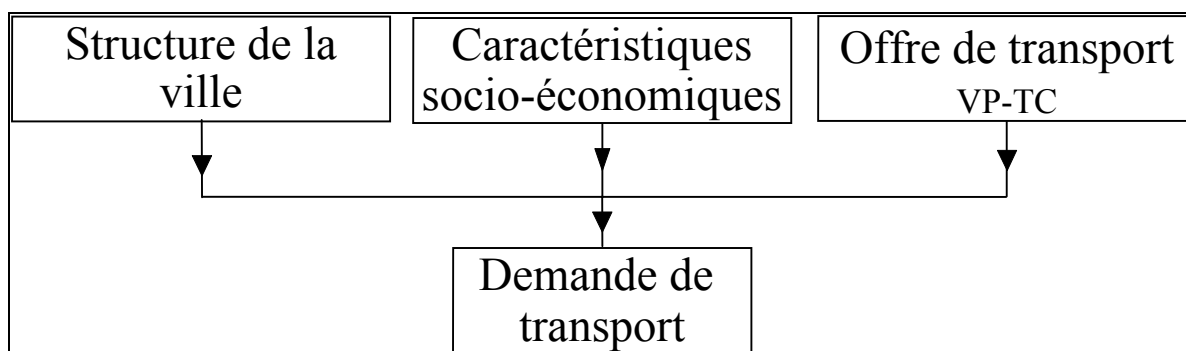 Structure de la
ville
Caractéristiques
socio-économiques
Offre de transport
VP-TC
Demande de
transport